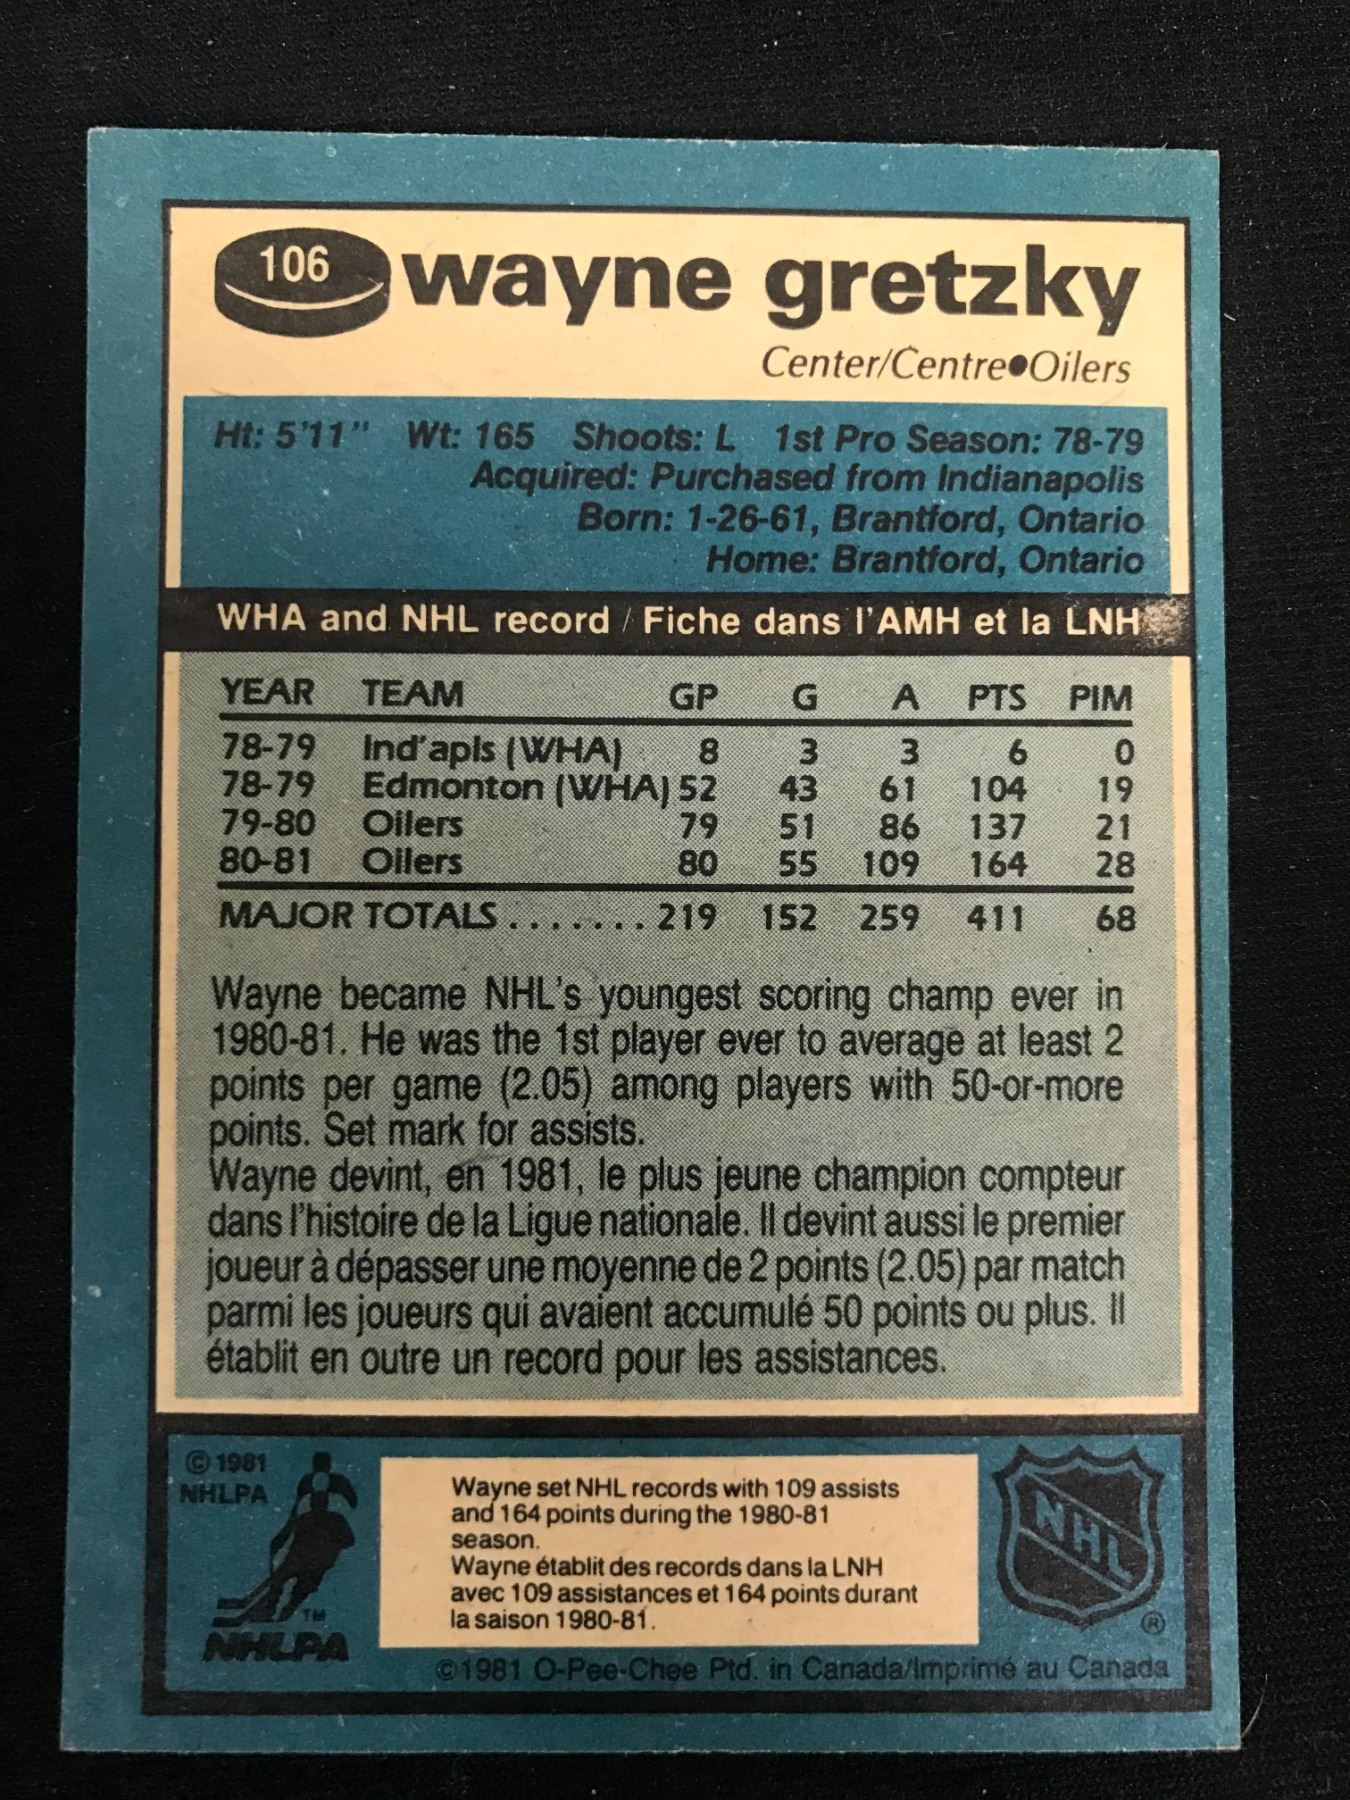 106 wayne gretzky
Center/Centre●Oilers
Ht: 5'11" Wt: 165 Shoots: L 1st Pro Season: 78-79
Acquired: Purchased from Indianapolis
Born: 1-26-61, Brantford, Ontario
Home: Brantford, Ontario
WHA and NHL record / Fiche dans l'AMH et la LNH
YEAR TEAM GP G A PTS PIM
78-79 Ind'apls (WHA) 8 3 3 6 0
78-79 Edmonton (WHA) 52 43 61 104 19
79-80 Oilers 79 51 86 137 21
80-81 Oilers 80 55 109 164 28
MAJOR TOTALS ....... 219 152 259 411 68
Wayne became NHL's youngest scoring champ ever in
1980-81. He was the 1st player ever to average at least 2
points per game (2.05) among players with 50-or-more
points. Set mark for assists.
Wayne devint, en 1981, le plus jeune champion compteur
dans l'histoire de la Ligue nationale. Il devint aussi le premier
joueur à dépasser une moyenne de 2 points (2.05) par match
parmi les joueurs qui avaient accumulé 50 points ou plus. Il
établit en outre un record pour les assistances.
© 1981
NHLPA
TM
NHLPA
Wayne set NHL records with 109 assists
and 164 points during the 1980-81
season.
Wayne établit des records dans la LNH
avec 109 assistances et 164 points durant
la saison 1980-81.
NHL
®
©1981 O-Pee-Chee Ptd. in Canada/Imprimé au Canada